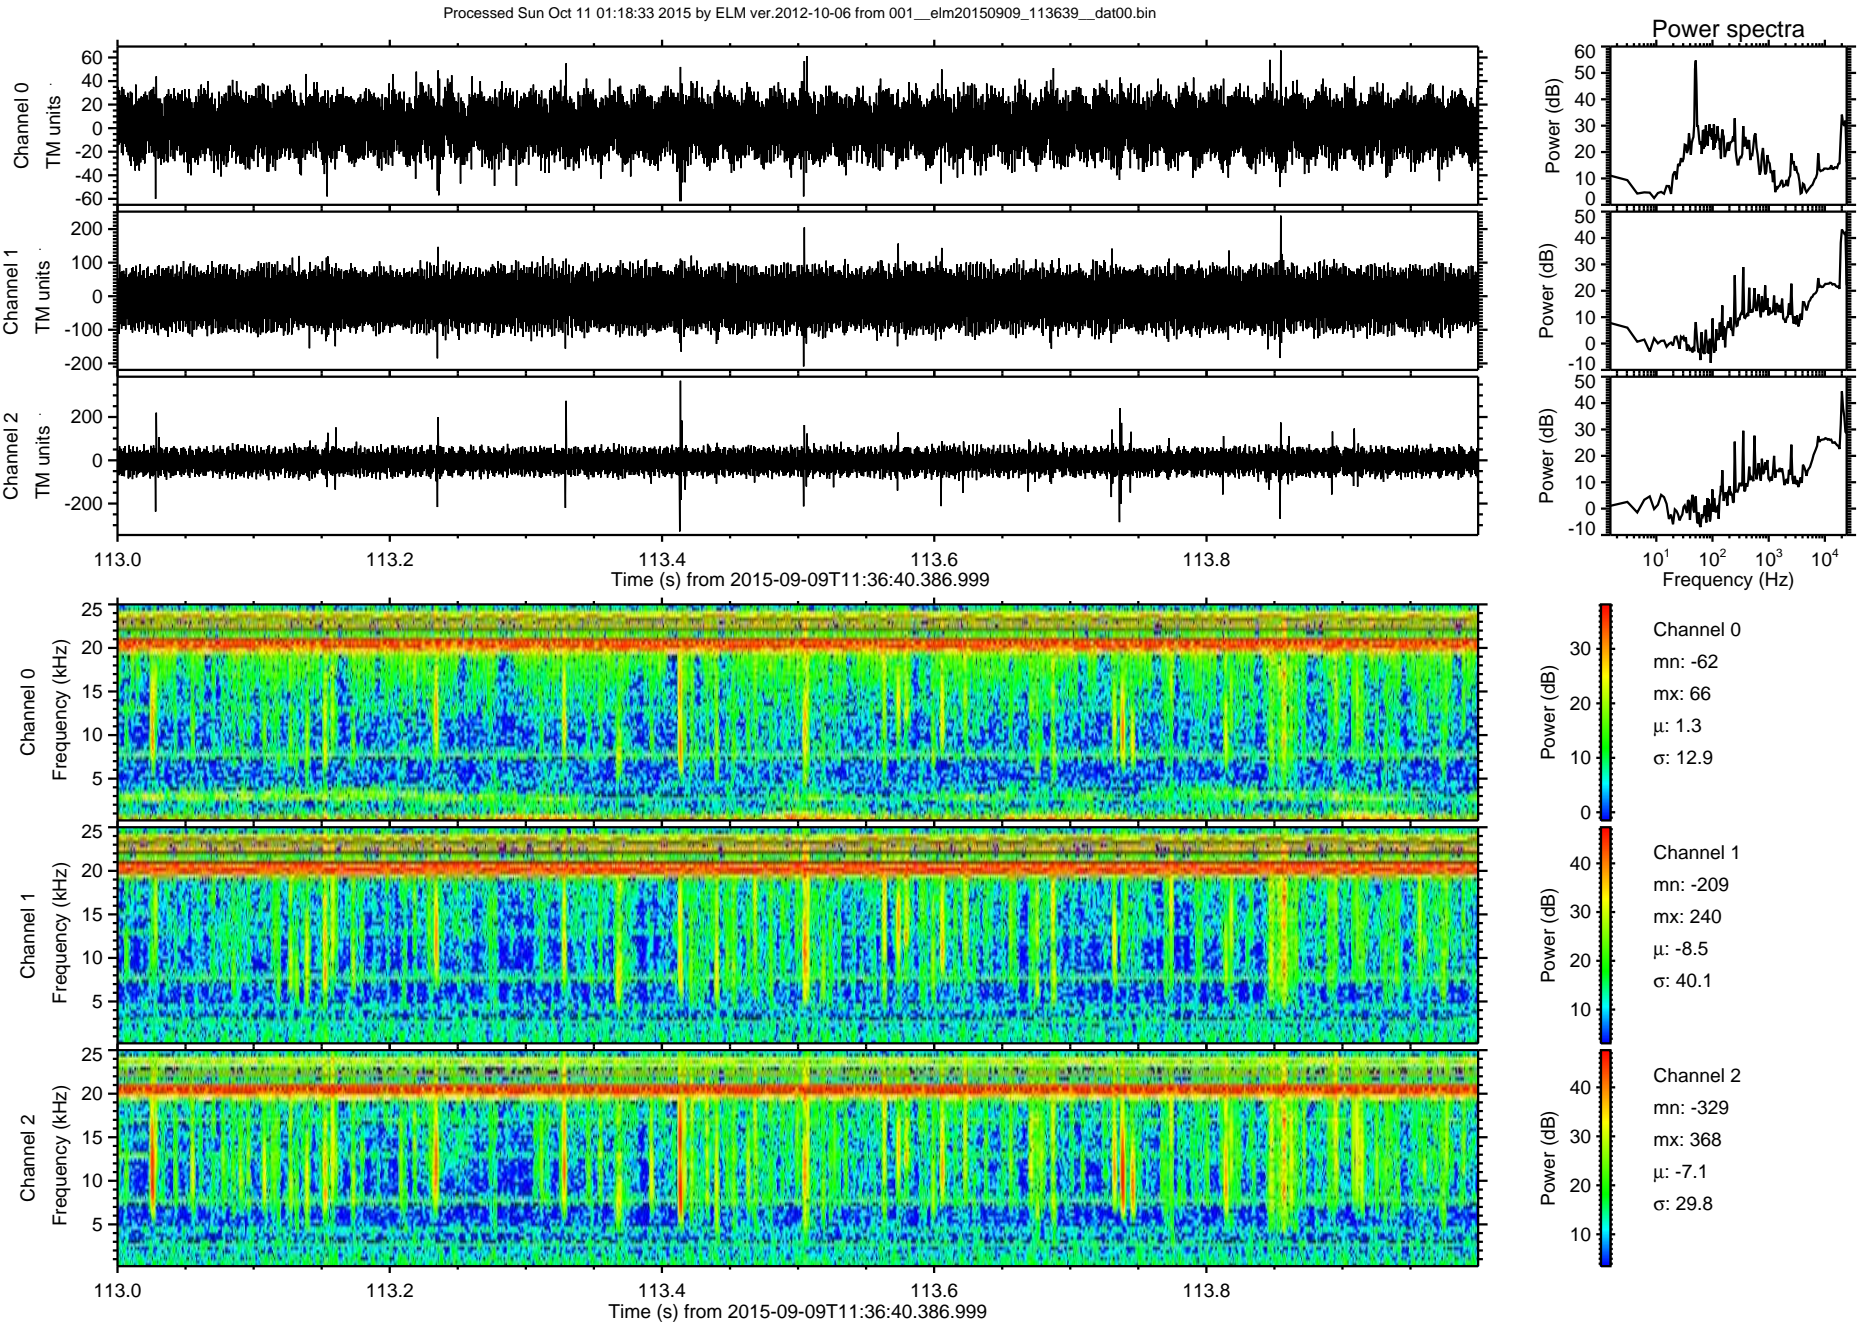 Processed Sun Oct 11 01:18:33 2015 by ELM ver.2012-10-06 from 001__elm20150909_113639__dat00.bin
Power spectra
Channel 0
TM units
60
40
20
0
-20
-40
-60
Power (dB)
60
50
40
30
20
10
0
Channel 1
TM units
200
100
0
-100
-200
Power (dB)
50
40
30
20
10
0
-10
Channel 2
TM units
200
0
-200
Power (dB)
50
40
30
20
10
0
-10
113.0 113.2 113.4 113.6 113.8
Time (s) from 2015-09-09T11:36:40.386.999
10¹ 10² 10³ 10⁴
Frequency (Hz)
Channel 0
Frequency (kHz)
25
20
15
10
5
Power (dB)
30
20
10
0
Channel 0
mn: -62
mx: 66
µ: 1.3
σ: 12.9
Channel 1
Frequency (kHz)
25
20
15
10
5
Power (dB)
40
30
20
10
Channel 1
mn: -209
mx: 240
µ: -8.5
σ: 40.1
Channel 2
Frequency (kHz)
25
20
15
10
5
Power (dB)
40
30
20
10
Channel 2
mn: -329
mx: 368
µ: -7.1
σ: 29.8
113.0 113.2 113.4 113.6 113.8
Time (s) from 2015-09-09T11:36:40.386.999